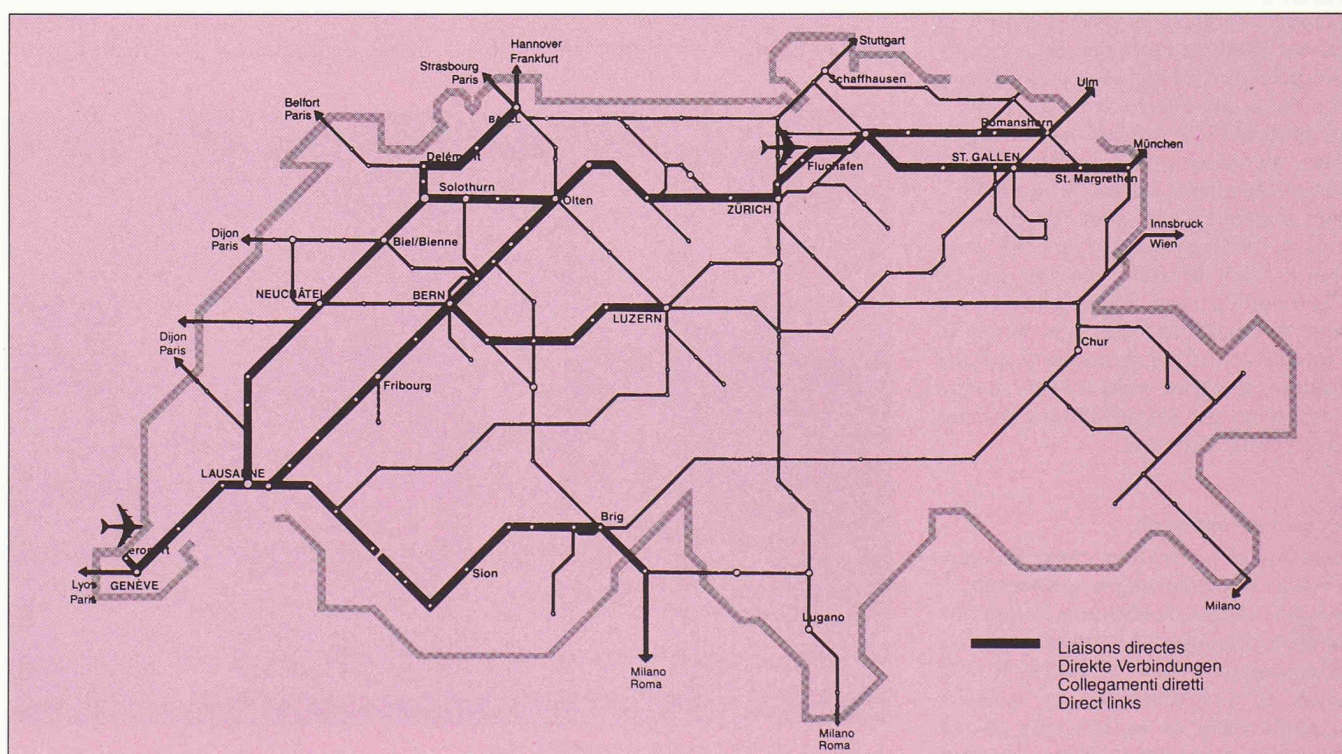 Hannover
Frankfurt
Strasbourg
Paris
Belfort
Paris
Stuttgart
Schaffhausen
Ulm
BASEL
Romanshorn
Delémont
Flughafen
ST. GALLEN
München
St. Margrethen
Solothurn
Olten
ZÜRICH
Innsbruck
Wien
Dijon
Paris
Biel/Bienne
NEUCHÂTEL
BERN
LUZERN
Dijon
Paris
Chur
Fribourg
LAUSANNE
Brig
Aeroport
Sion
Lyon
Paris
GENÈVE
Milano
Lugano
Milano
Roma
Milano
Roma
Liaisons directes
Direkte Verbindungen
Collegamenti diretti
Direct links